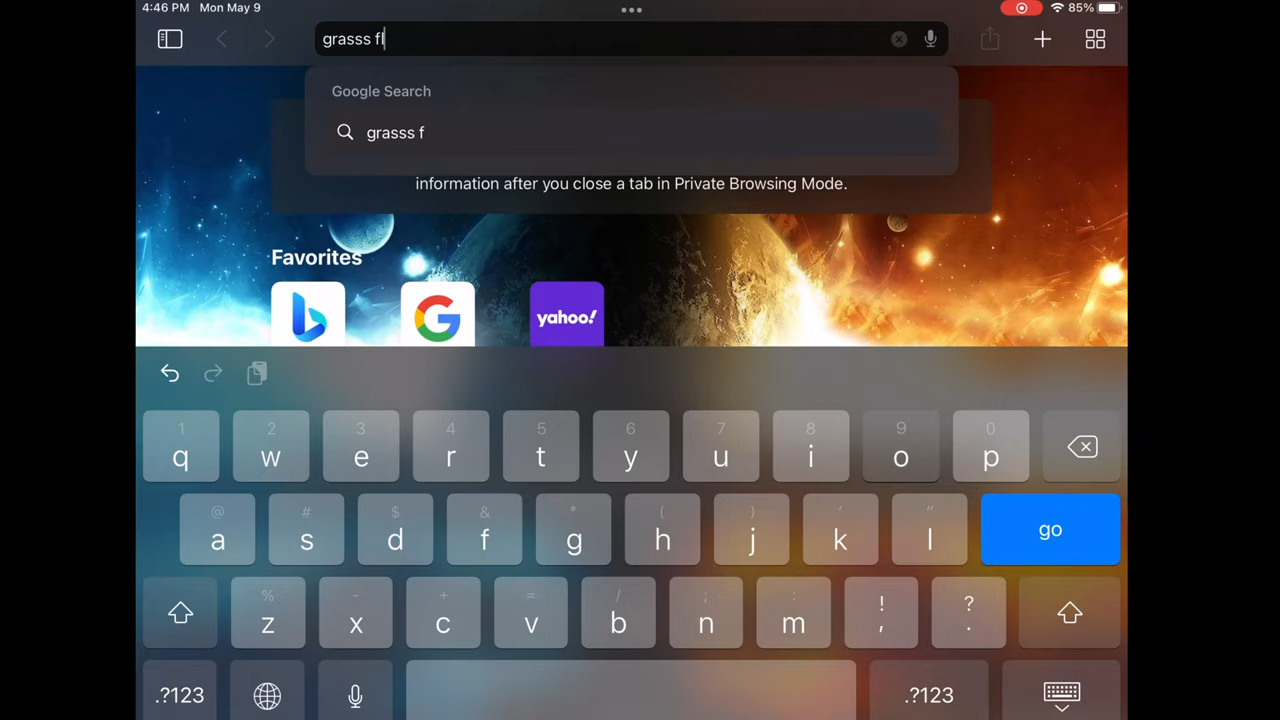 4:46 PM Mon May 9 85%
grasss f
Google Search
grasss f
information after you close a tab in Private Browsing Mode.
Favorites
yahoo!
1 2 3 4 5 6 7 8 9 0
q w e r t y u i o p
@ # $ & * ( ) ' "
a s d f g h j k l go
% - + = / ; : ! ?
z x c v b n m , .
.?123 .?123